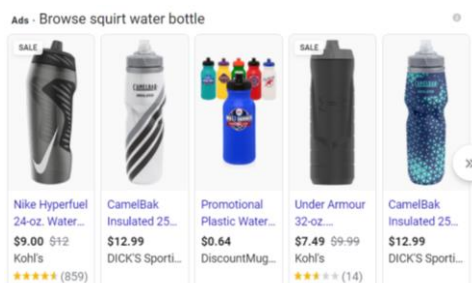 Ads · Browse squirt water bottle
SALE
SALE
CAMELBAK
CAMELBAK
Nike Hyperfuel
24-oz. Water...
$9.00 $12
Kohl's
(859)
CamelBak
Insulated 25...
$12.99
DICK'S Sporti...
Promotional
Plastic Water...
$0.64
DiscountMug...
Under Armour
32-oz....
$7.49 $9.99
Kohl's
(14)
CamelBak
Insulated 25...
$12.99
DICK'S Sporti...